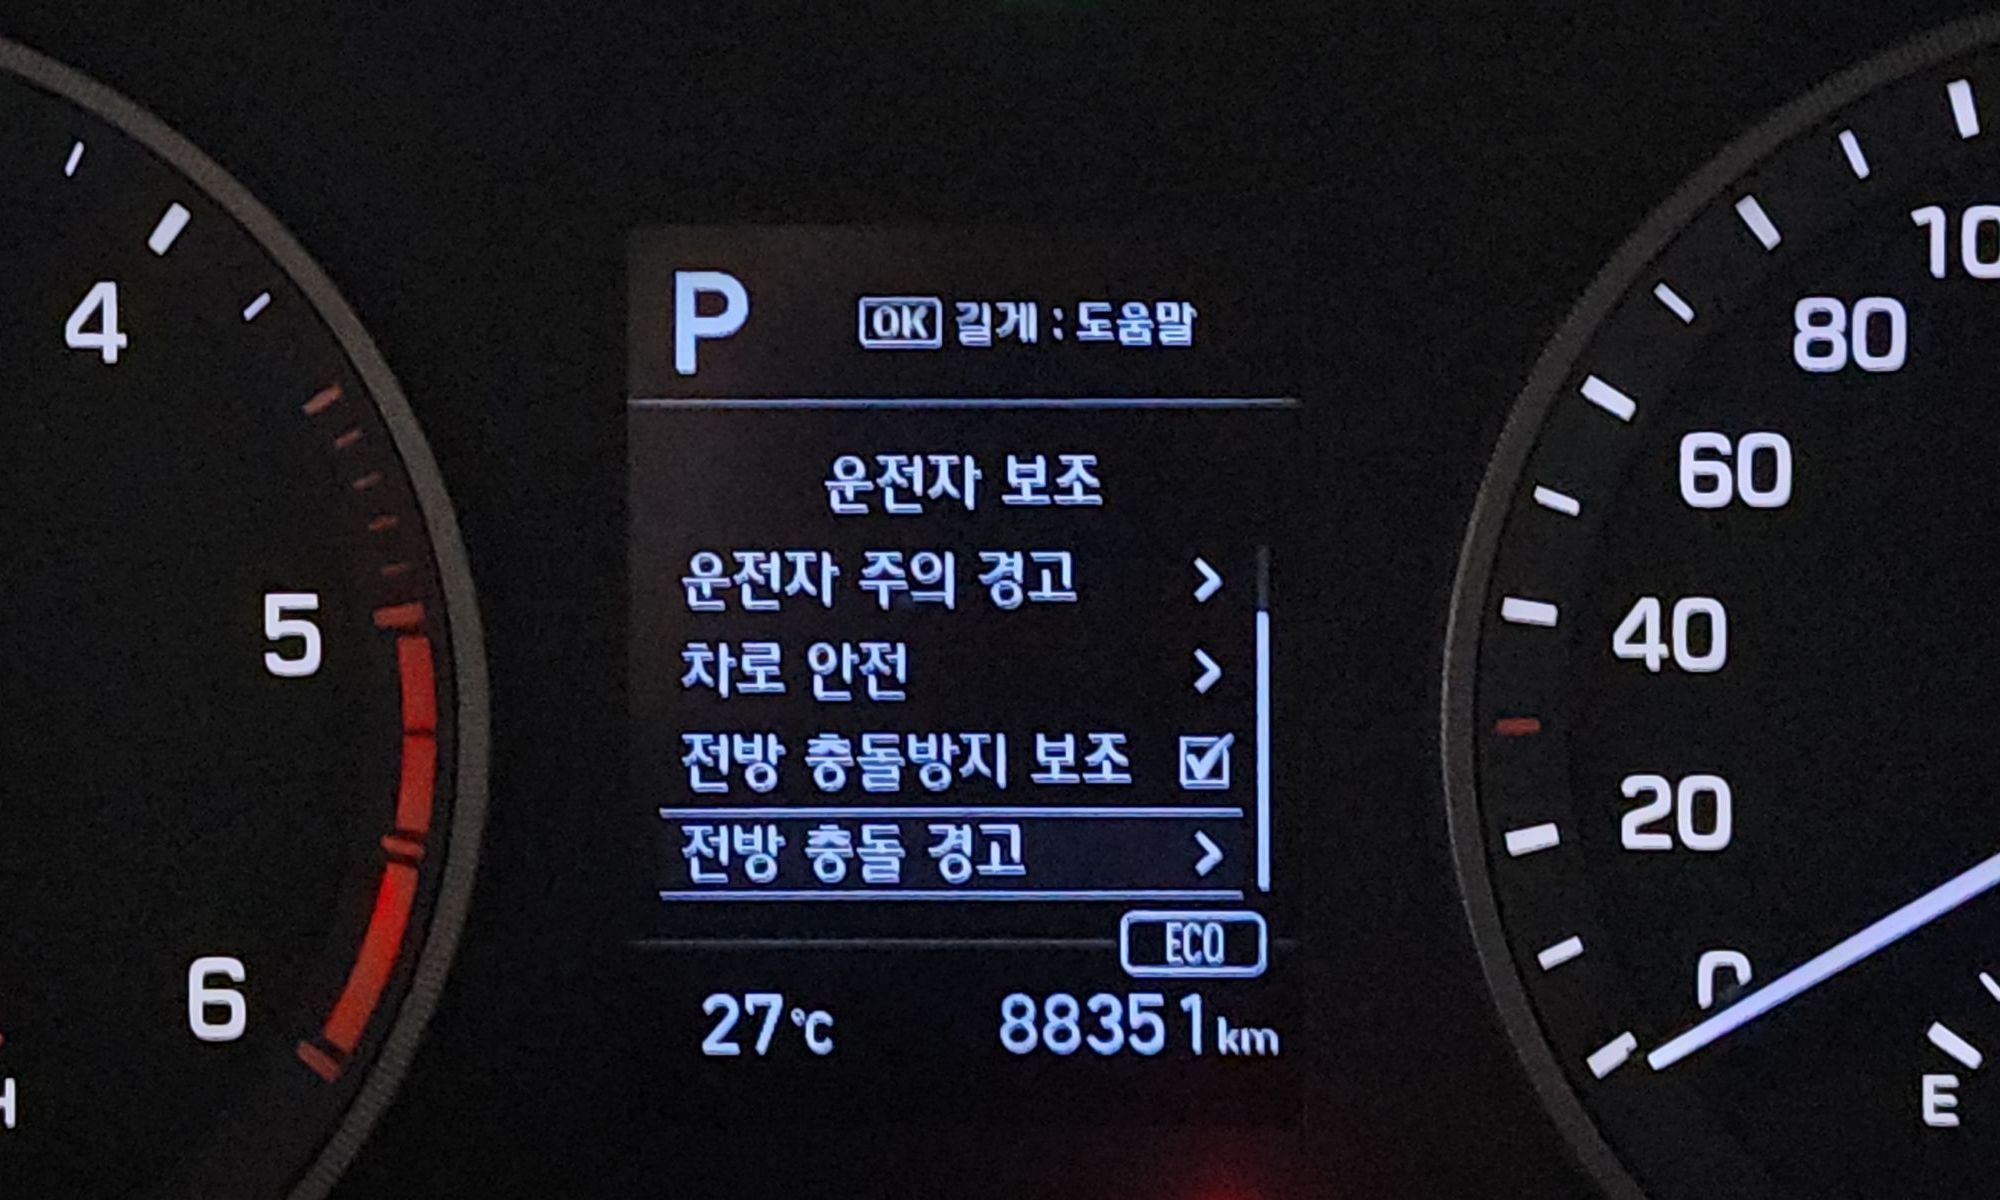 P
OK 길게 : 도움말
운전자 보조
운전자 주의 경고
차로 안전
전방 충돌방지 보조
전방 충돌 경고
ECO
27°C 88351 km
4
5
6
H
80
60
40
20
0
E